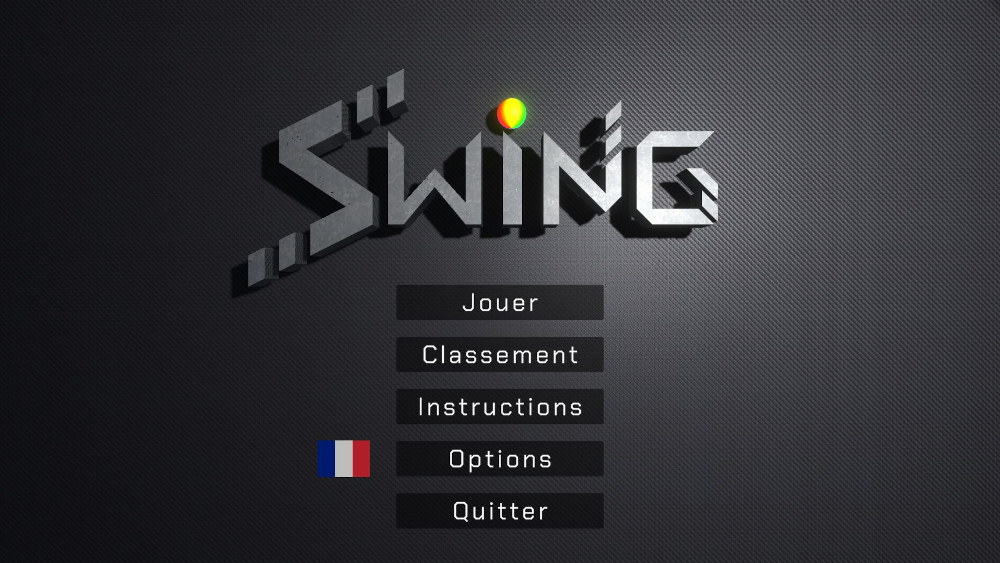 SWiNG
Jouer
Classement
Instructions
Options
Quitter